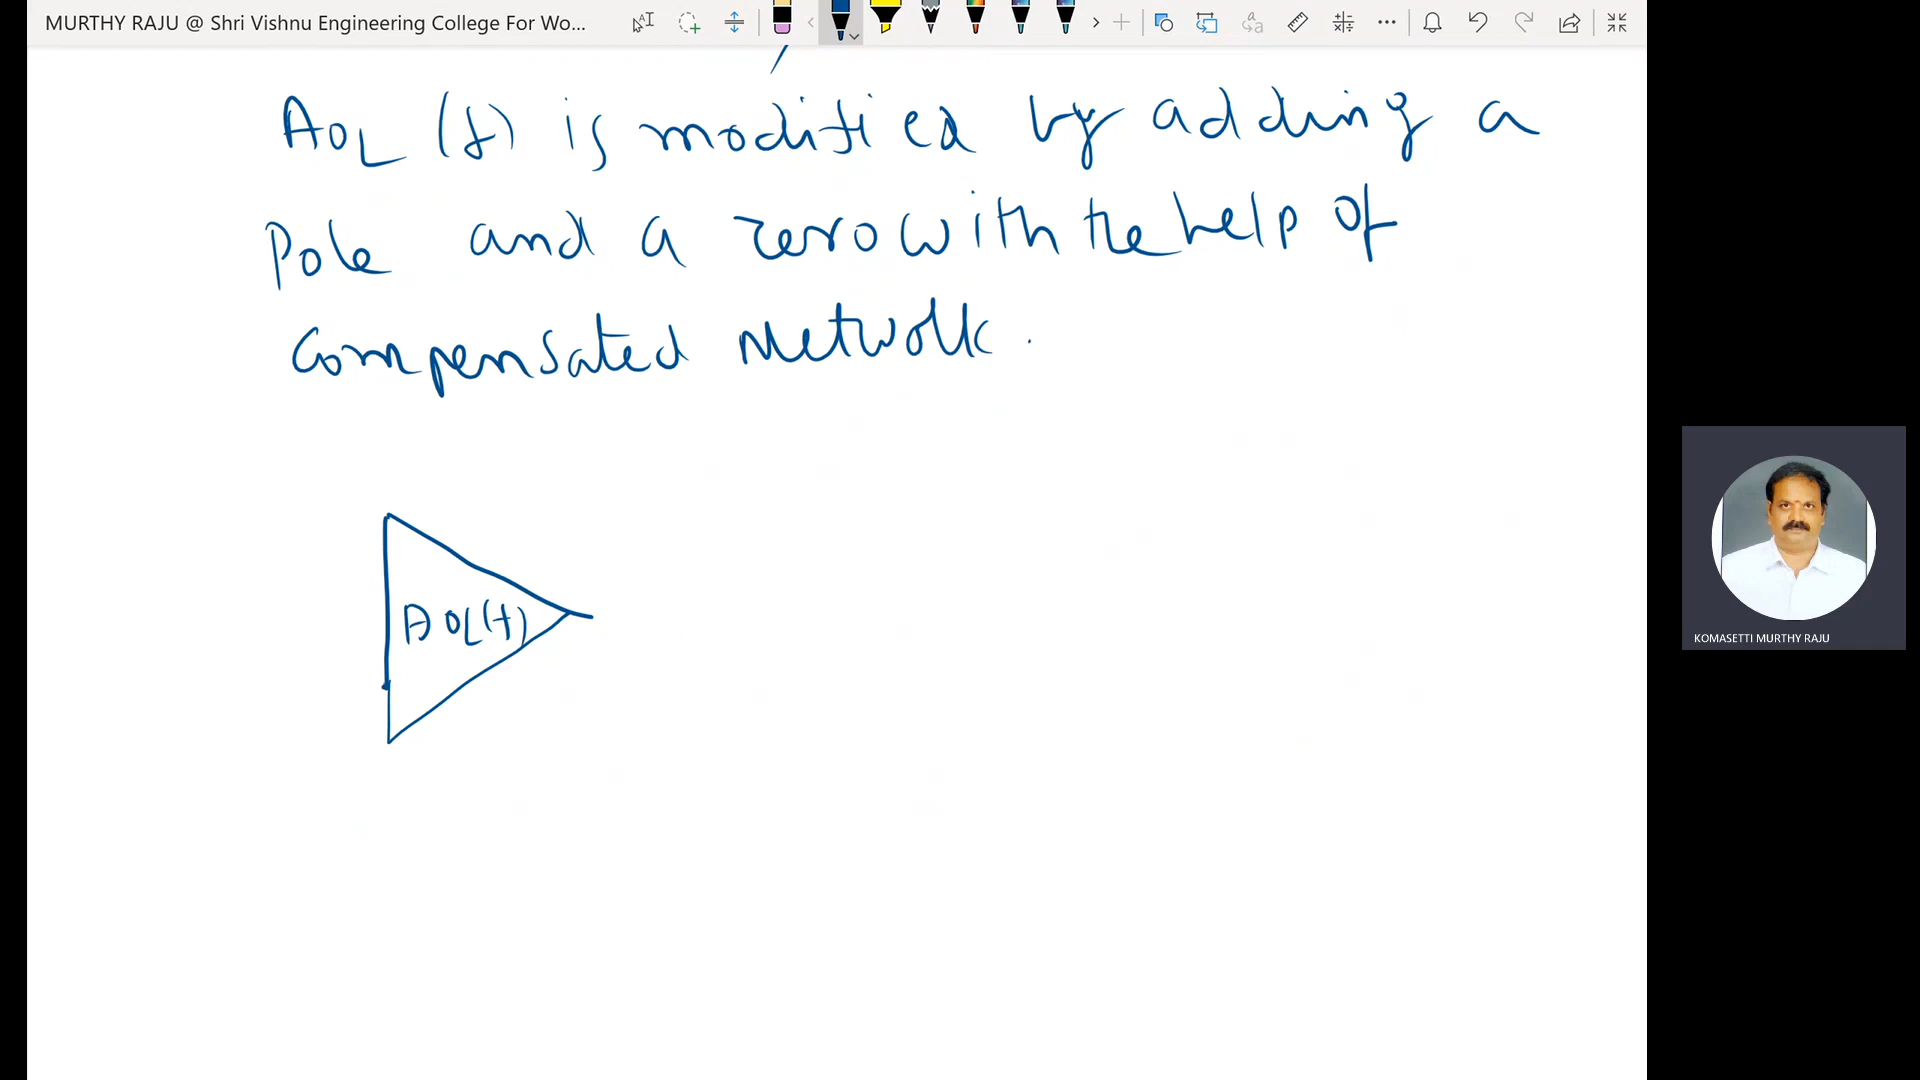 MURTHY RAJU @ Shri Vishnu Engineering College For Wo...
AOL (f) is modified by adding a
Pole and a zero with the help of
Compensated Network.
AOL(f)
KOMASETTI MURTHY RAJU